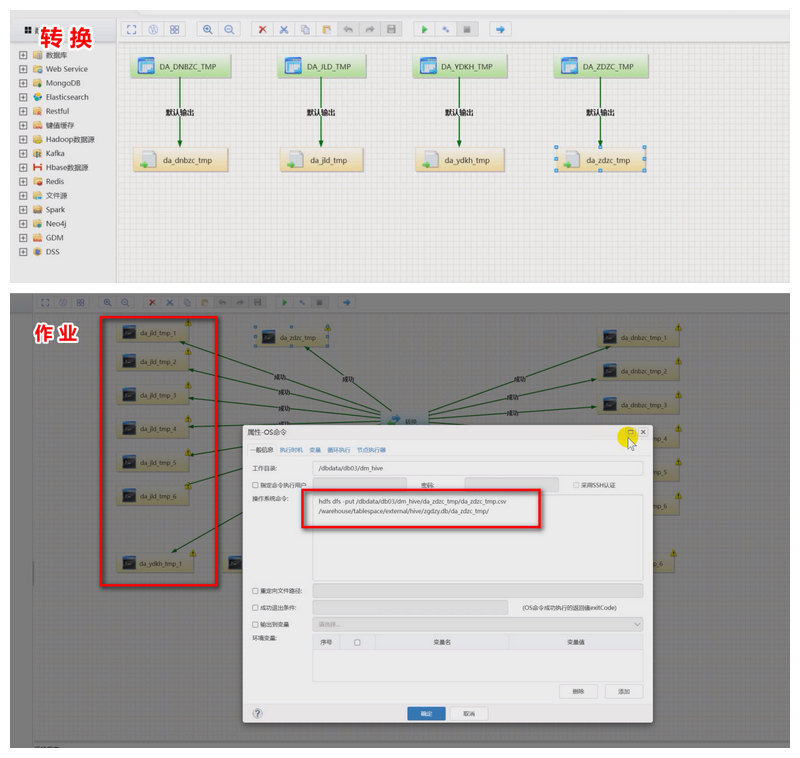 转换
数据库
Web Service
MongoDB
Elasticsearch
Restful
键值缓存
Hadoop数据源
Kafka
Hbase数据源
Redis
文件源
Spark
Neo4j
GDM
DSS
DA_DNBZC_TMP
DA_JLD_TMP
DA_YDKH_TMP
DA_ZDZC_TMP
默认输出
默认输出
默认输出
默认输出
da_dnbzc_tmp
da_jld_tmp
da_ydkh_tmp
da_zdzc_tmp
作业
da_jld_tmp_1
da_jld_tmp_2
da_jld_tmp_3
da_jld_tmp_4
da_jld_tmp_5
da_jld_tmp_6
da_ydkh_tmp_1
da_zdzc_tmp
da_dnbzc_tmp_1
da_dnbzc_tmp_2
da_dnbzc_tmp_3
成功
成功
成功
成功
成功
成功
属性-OS命令
一般信息 执行时机 变量 循环执行 节点执行器
工作目录: /dbdata/db03/dm_hive
指定命令执行用户 密码: 采用SSH认证
操作系统命令: hdfs dfs -put /dbdata/db03/dm_hive/da_zdzc_tmp/da_zdzc_tmp.csv
/warehouse/tablespace/external/hive/zgdzy.db/da_zdzc_tmp/
重定向文件路径:
成功退出条件: (OS命令成功执行的返回值exitCode)
输出到变量 请选择...
环境变量: 序号 变量名 变量值
删除 添加
确定 取消